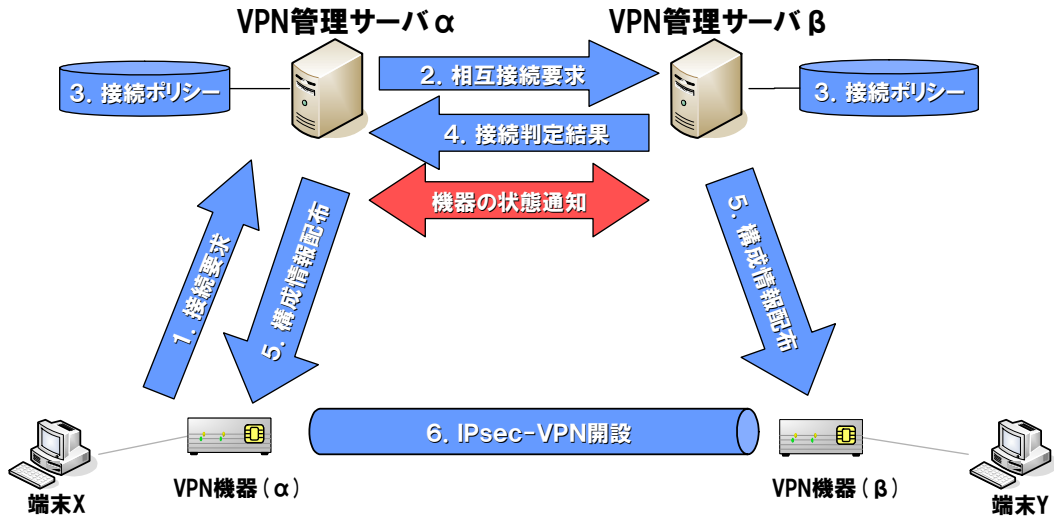 VPN管理サーバα
VPN管理サーバβ
3. 接続ポリシー
2. 相互接続要求
3. 接続ポリシー
4. 接続判定結果
機器の状態通知
1. 接続要求
5. 構成情報配布
5. 構成情報配布
6. IPsec-VPN開設
端末X
VPN機器(α)
VPN機器(β)
端末Y